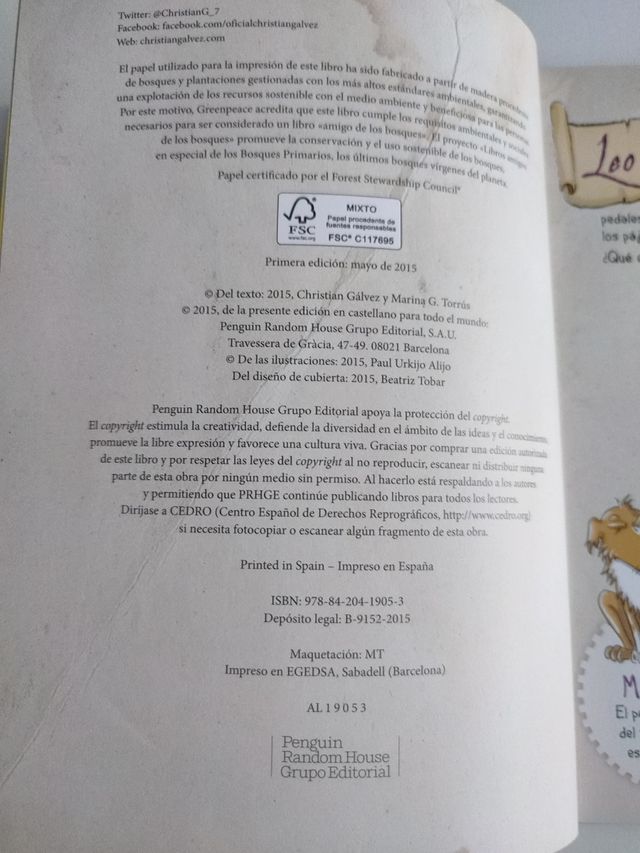 Twitter: @ChristianG_7
Facebook: facebook.com/oficialchristiangalvez
Web: christiangalvez.com
El papel utilizado para la impresión de este libro ha sido fabricado a partir de madera procedente
de bosques y plantaciones gestionadas con los más altos estándares ambientales, garantizando
una explotación de los recursos sostenible con el medio ambiente y beneficiosa para las personas.
Por este motivo, Greenpeace acredita que este libro cumple los requisitos ambientales y sociales
necesarios para ser considerado un libro «amigo de los bosques». El proyecto «Libros amigos
de los bosques» promueve la conservación y el uso sostenible de los bosques,
en especial de los Bosques Primarios, los últimos bosques vírgenes del planeta.
Papel certificado por el Forest Stewardship Council®
FSC
www.fsc.org
MIXTO
Papel procedente de
fuentes responsables
FSC® C117695
Primera edición: mayo de 2015
© Del texto: 2015, Christian Gálvez y Marina G. Torrús
© 2015, de la presente edición en castellano para todo el mundo:
Penguin Random House Grupo Editorial, S.A.U.
Travessera de Gràcia, 47-49. 08021 Barcelona
© De las ilustraciones: 2015, Paul Urkijo Alijo
Del diseño de cubierta: 2015, Beatriz Tobar
Penguin Random House Grupo Editorial apoya la protección del copyright.
El copyright estimula la creatividad, defiende la diversidad en el ámbito de las ideas y el conocimiento,
promueve la libre expresión y favorece una cultura viva. Gracias por comprar una edición autorizada
de este libro y por respetar las leyes del copyright al no reproducir, escanear ni distribuir ninguna
parte de esta obra por ningún medio sin permiso. Al hacerlo está respaldando a los autores
y permitiendo que PRHGE continúe publicando libros para todos los lectores.
Diríjase a CEDRO (Centro Español de Derechos Reprográficos, http://www.cedro.org)
si necesita fotocopiar o escanear algún fragmento de esta obra.
Printed in Spain – Impreso en España
ISBN: 978-84-204-1905-3
Depósito legal: B-9152-2015
Maquetación: MT
Impreso en EGEDSA, Sabadell (Barcelona)
AL 1 9 0 5 3
Penguin
Random House
Grupo Editorial
Leo
pedales
los pá
¿Qué
M
El p
del
es